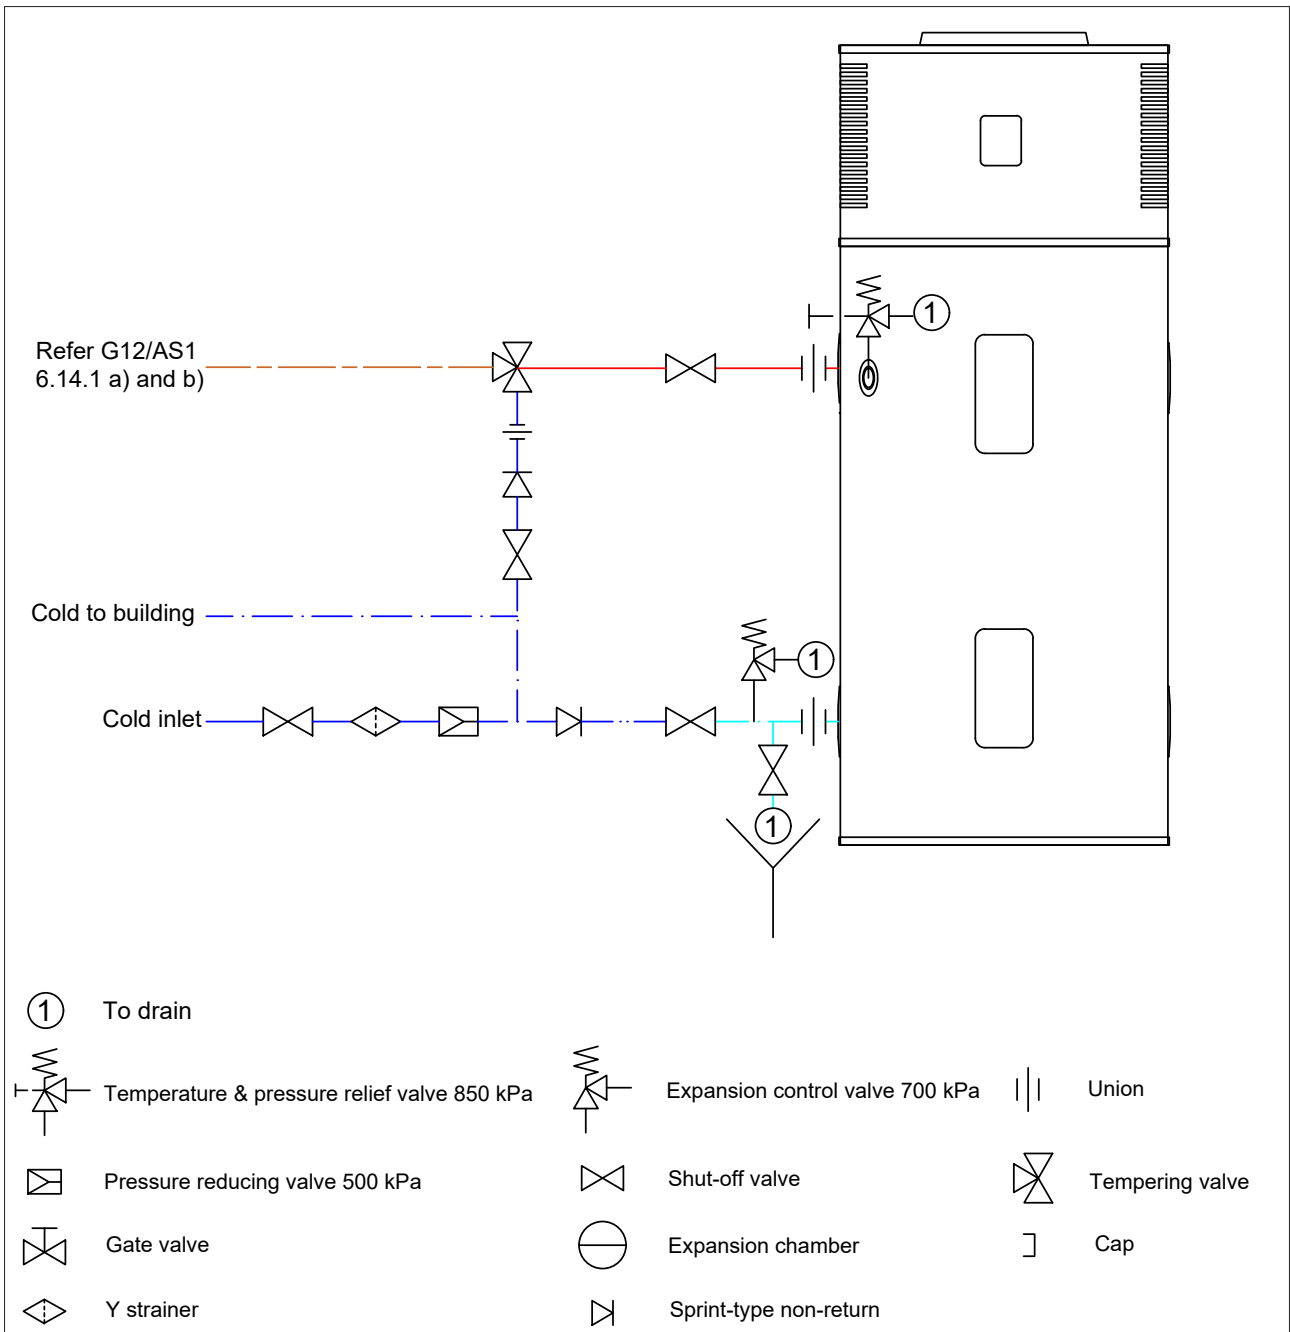 1
Refer G12/AS1
6.14.1 a) and b)
Cold to building
1
Cold inlet
1
1 To drain
Temperature & pressure relief valve 850 kPa
Expansion control valve 700 kPa
Union
Pressure reducing valve 500 kPa
Shut-off valve
Tempering valve
Gate valve
Expansion chamber
Cap
Y strainer
Sprint-type non-return